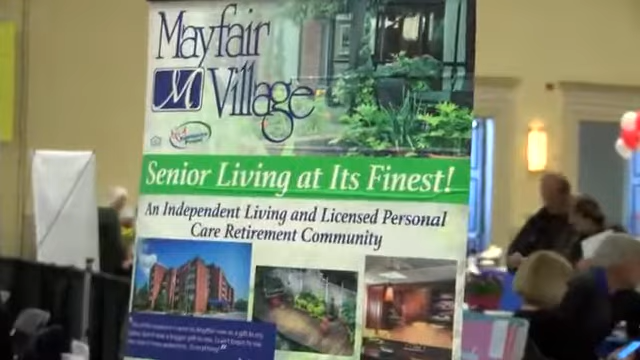 Mayfair
M Village
Senior Living at Its Finest!
An Independent Living and Licensed Personal
Care Retirement Community